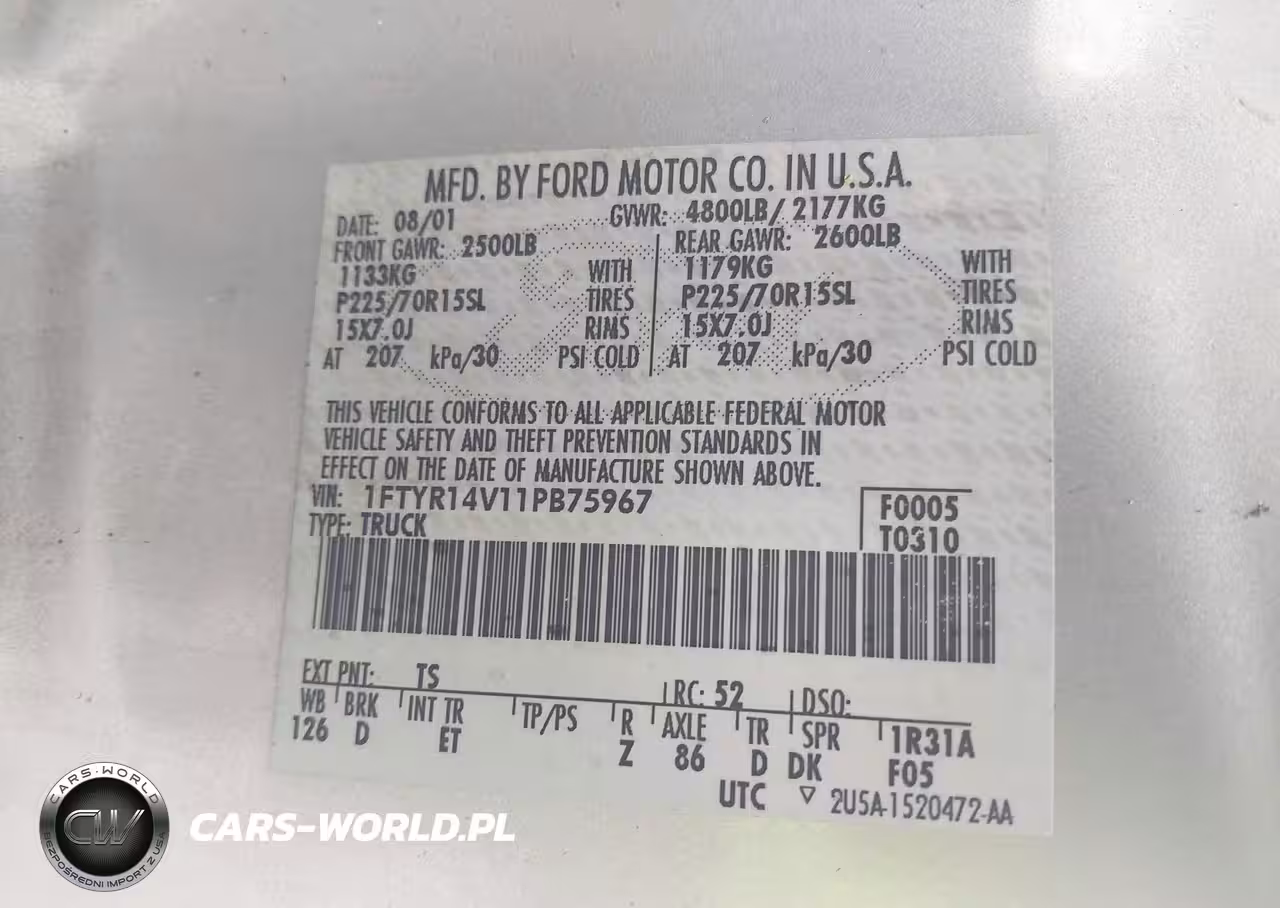 MFD. BY FORD MOTOR CO. IN U.S.A.
DATE: 08/01 GVWR: 4800LB/ 2177KG
FRONT GAWR: 2500LB REAR GAWR: 2600LB
1133KG WITH 1179KG WITH
P225/70R15SL TIRES P225/70R15SL TIRES
15X7.0J RIMS 15X7.0J RIMS
AT 207 kPa/30 PSI COLD AT 207 kPa/30 PSI COLD
THIS VEHICLE CONFORMS TO ALL APPLICABLE FEDERAL MOTOR
VEHICLE SAFETY AND THEFT PREVENTION STANDARDS IN
EFFECT ON THE DATE OF MANUFACTURE SHOWN ABOVE.
VIN: 1FTYR14V11PB75967 F0005
TYPE: TRUCK T0310
EXT PNT: TS RC: 52 DSO:
WB BRK INT TR TP/PS R AXLE TR SPR 1R31A
126 D ET Z 86 D DK F05
UTC ▽ 2U5A-1520472-AA
CARS-WORLD
CW
BEZPOŚREDNI IMPORT Z USA
CARS-WORLD.PL